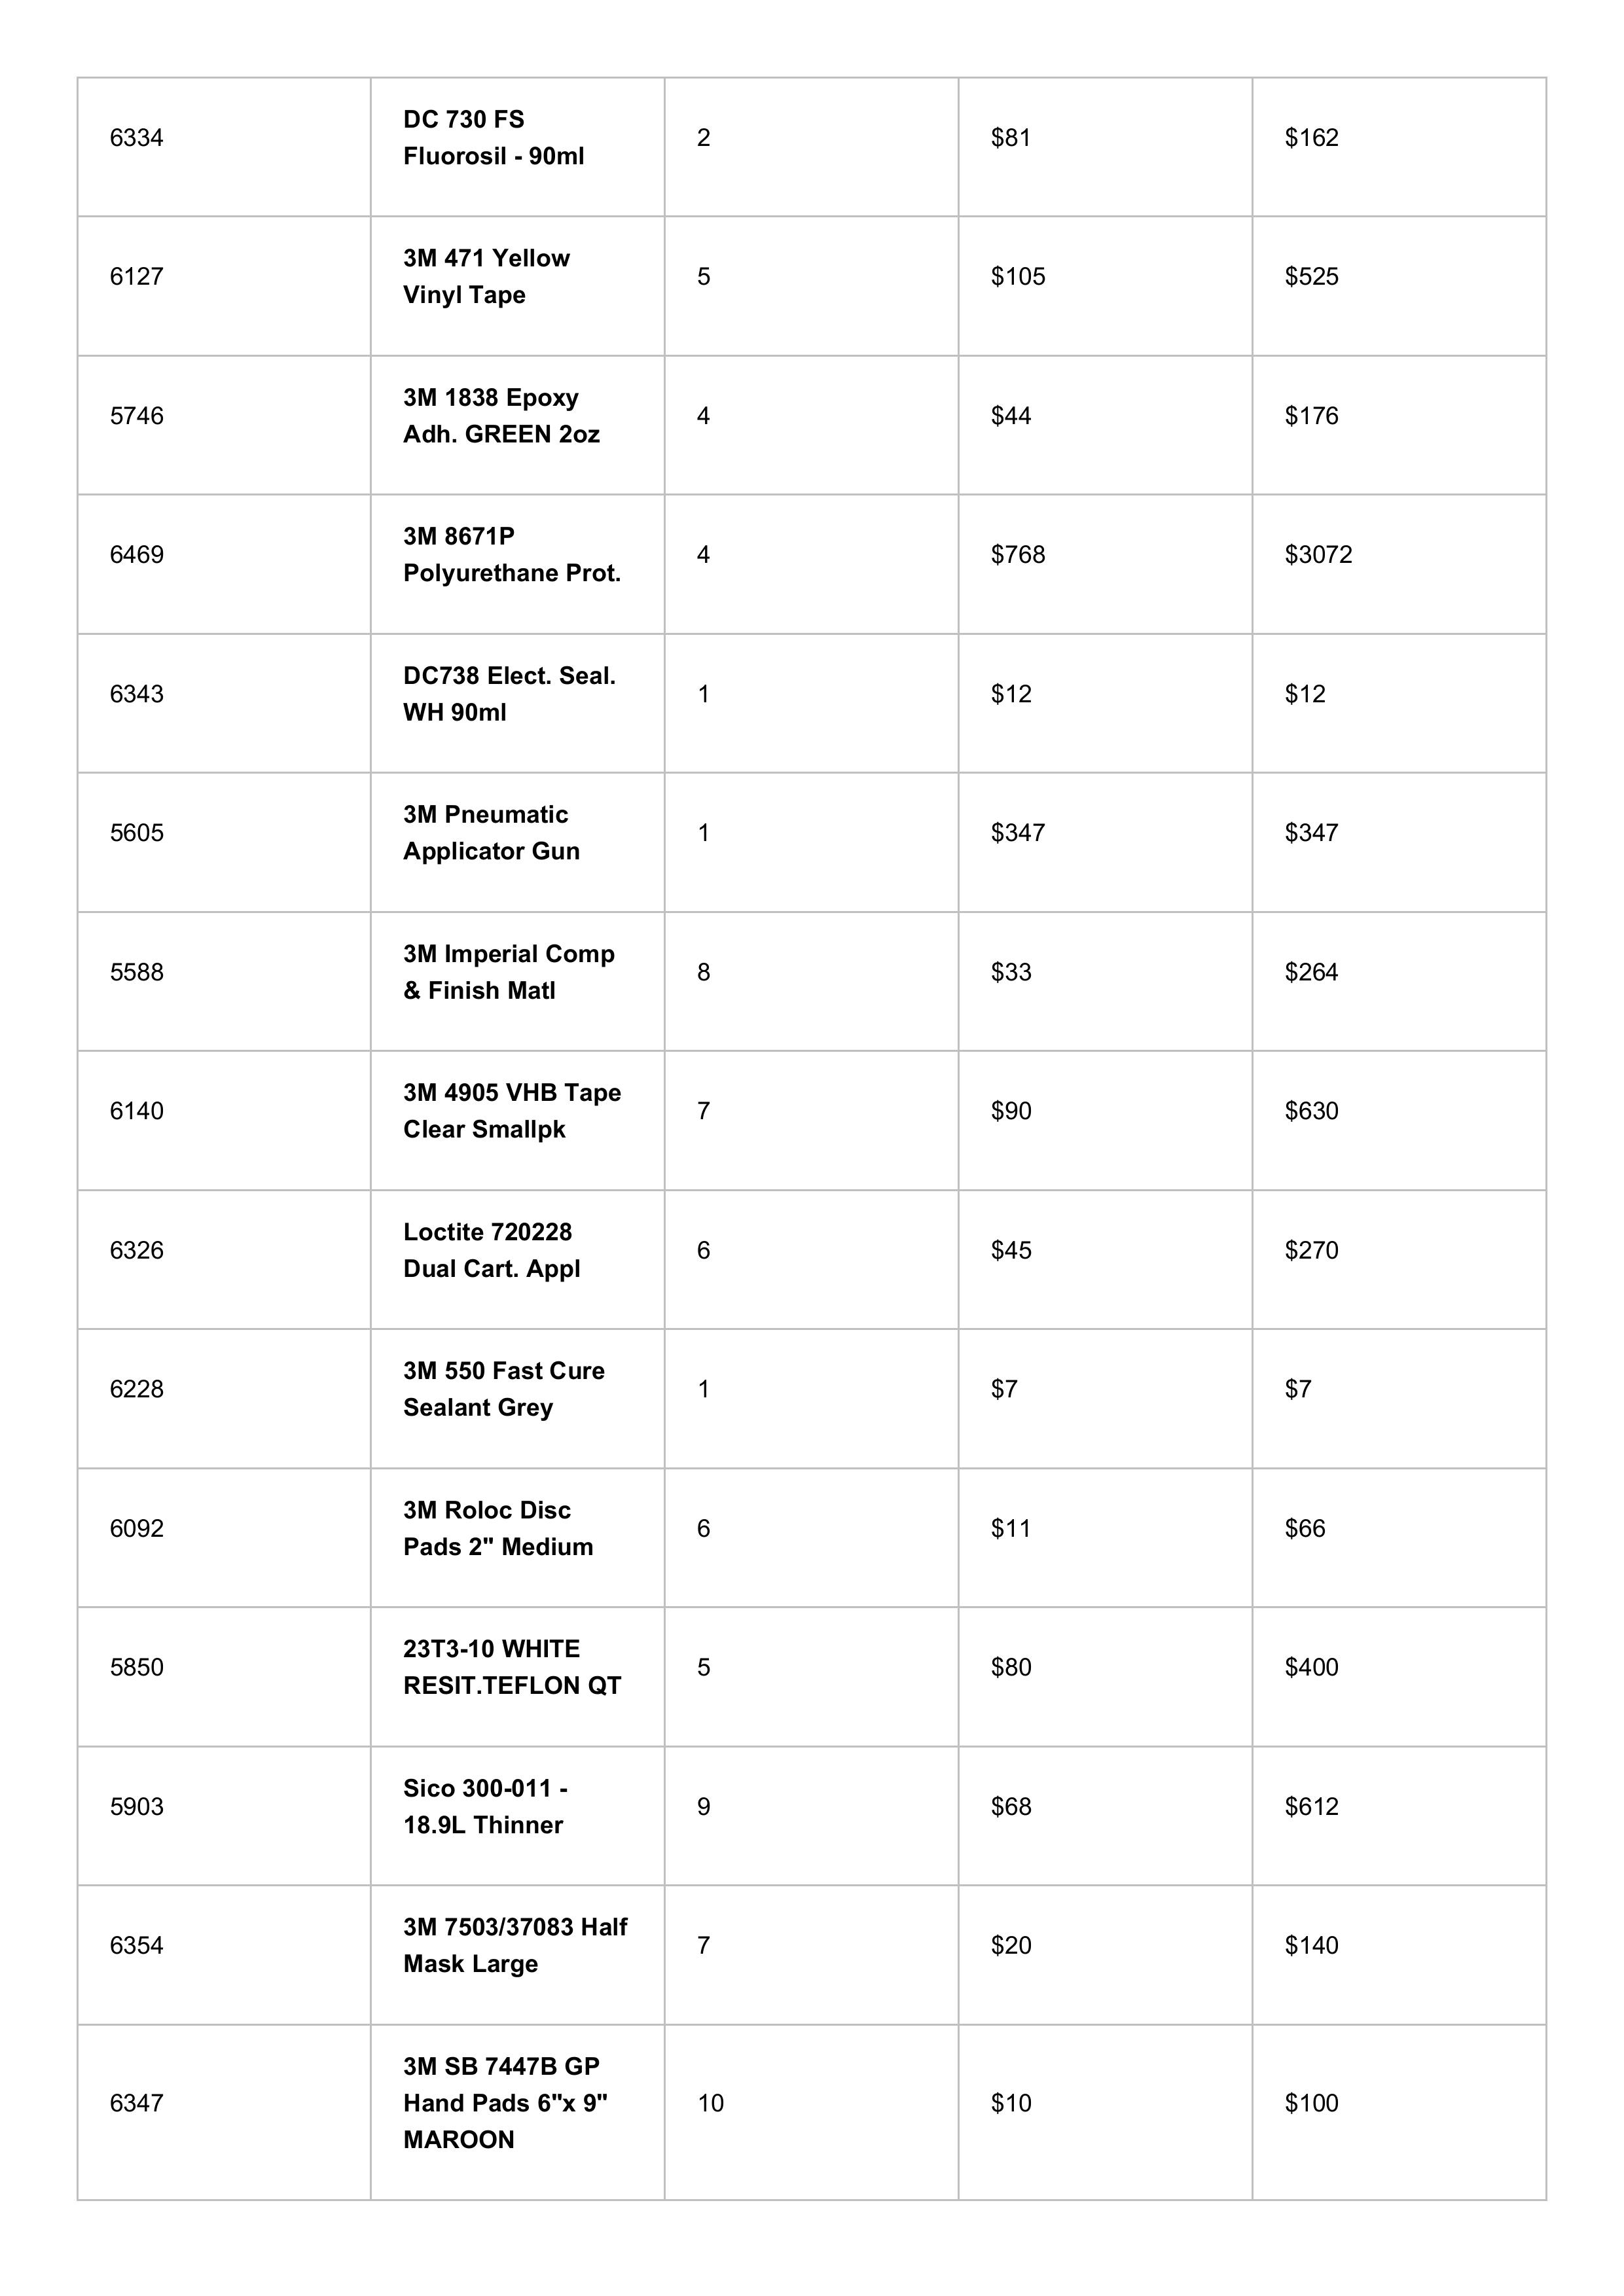 6334
DC 730 FS
Fluorosil - 90ml
2
$81
$162
6127
3M 471 Yellow
Vinyl Tape
5
$105
$525
5746
3M 1838 Epoxy
Adh. GREEN 2oz
4
$44
$176
6469
3M 8671P
Polyurethane Prot.
4
$768
$3072
6343
DC738 Elect. Seal.
WH 90ml
1
$12
$12
5605
3M Pneumatic
Applicator Gun
1
$347
$347
5588
3M Imperial Comp
& Finish Matl
8
$33
$264
6140
3M 4905 VHB Tape
Clear Smallpk
7
$90
$630
6326
Loctite 720228
Dual Cart. Appl
6
$45
$270
6228
3M 550 Fast Cure
Sealant Grey
1
$7
$7
6092
3M Roloc Disc
Pads 2" Medium
6
$11
$66
5850
23T3-10 WHITE
RESIT.TEFLON QT
5
$80
$400
5903
Sico 300-011 -
18.9L Thinner
9
$68
$612
6354
3M 7503/37083 Half
Mask Large
7
$20
$140
6347
3M SB 7447B GP
Hand Pads 6"x 9"
MAROON
10
$10
$100